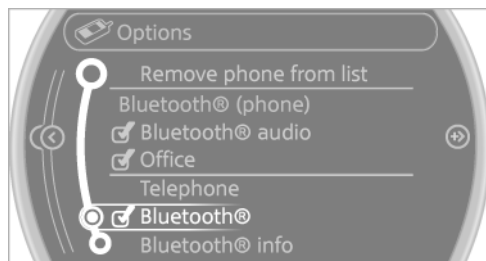 Options
Remove phone from list
Bluetooth® (phone)
Bluetooth® audio
Office
Telephone
Bluetooth®
Bluetooth® info